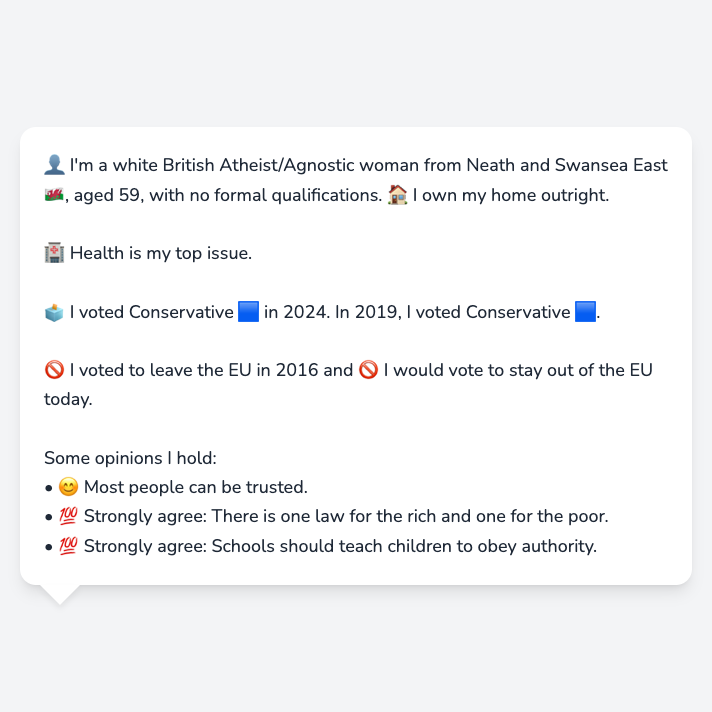 👤 I'm a white British Atheist/Agnostic woman from Neath and Swansea East
🏴󠁧󠁢󠁷󠁬󠁳󠁿, aged 59, with no formal qualifications. 🏠 I own my home outright.
🏥 Health is my top issue.
🗳️ I voted Conservative 🟦 in 2024. In 2019, I voted Conservative 🟦.
🚫 I voted to leave the EU in 2016 and 🚫 I would vote to stay out of the EU
today.
Some opinions I hold:
• 😊 Most people can be trusted.
• 💯 Strongly agree: There is one law for the rich and one for the poor.
• 💯 Strongly agree: Schools should teach children to obey authority.